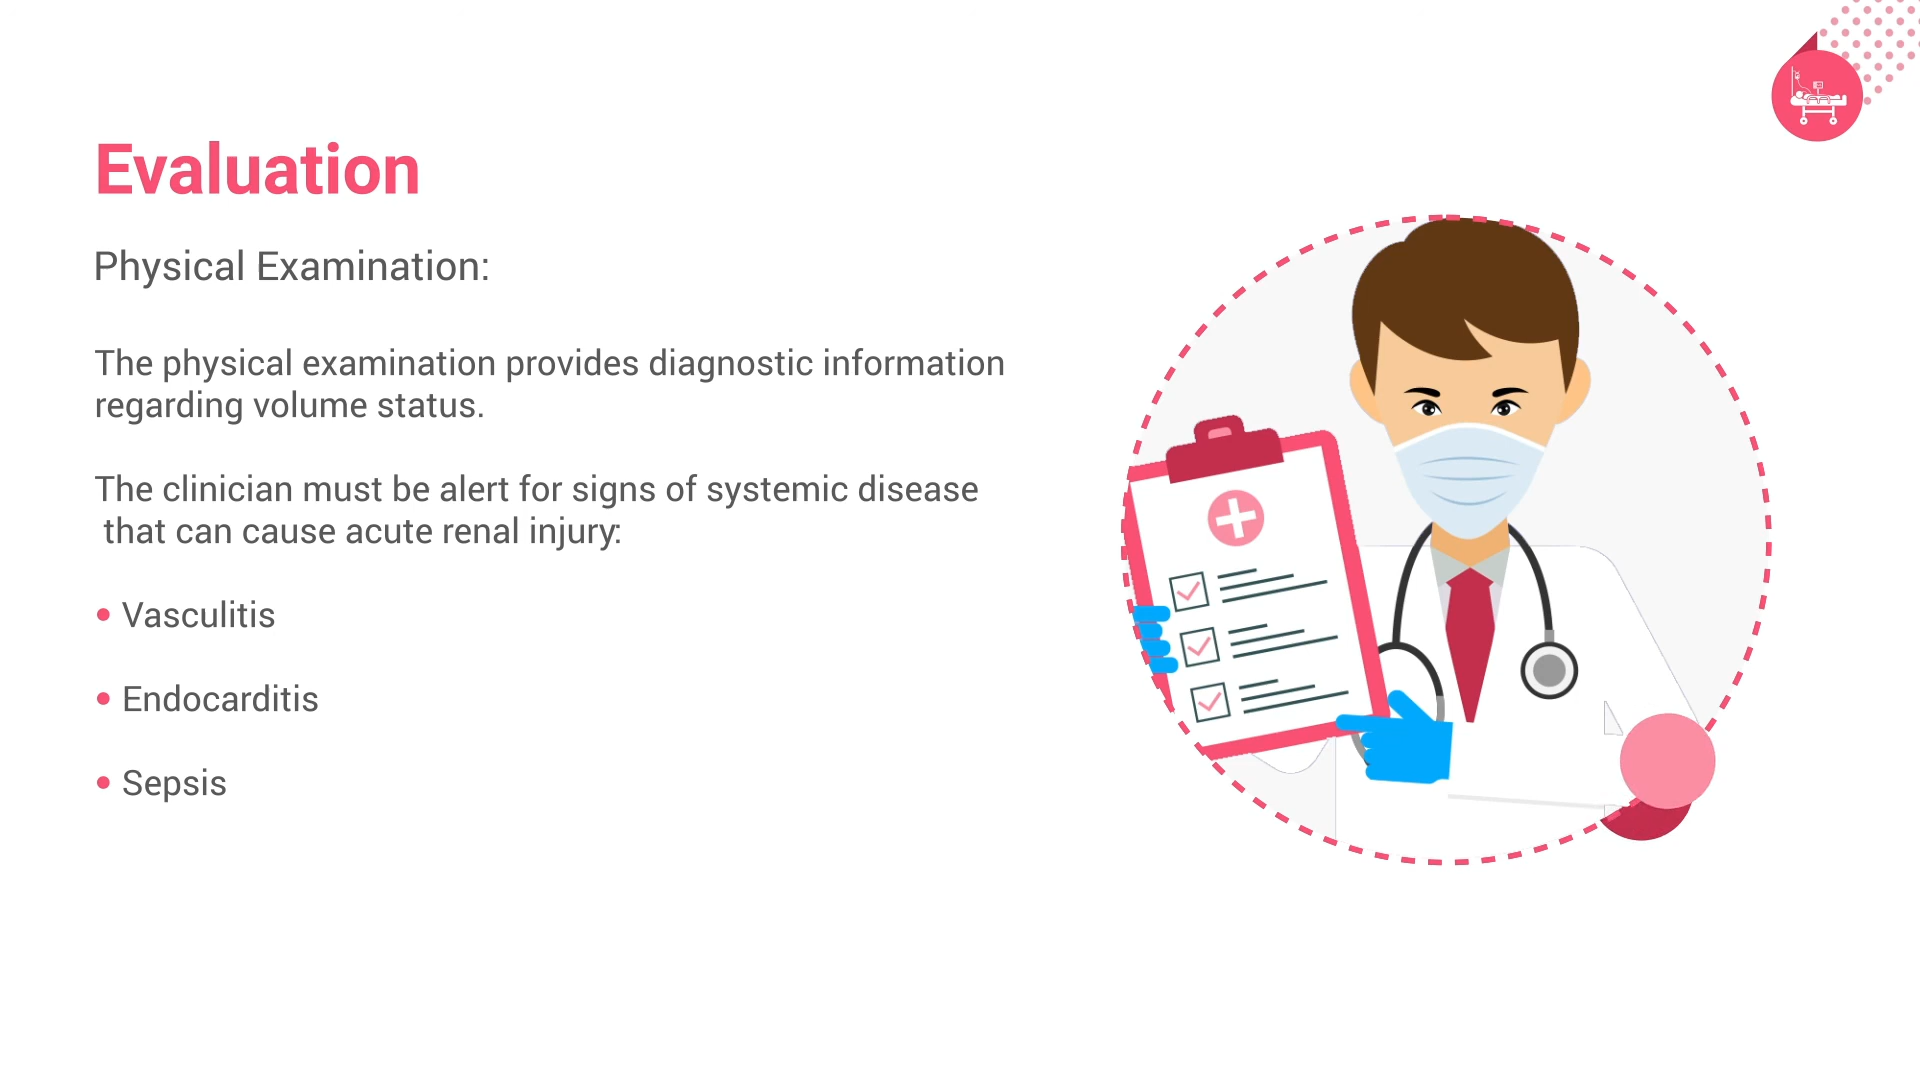 Evaluation
Physical Examination:
The physical examination provides diagnostic information
regarding volume status.
The clinician must be alert for signs of systemic disease
that can cause acute renal injury:
• Vasculitis
• Endocarditis
• Sepsis